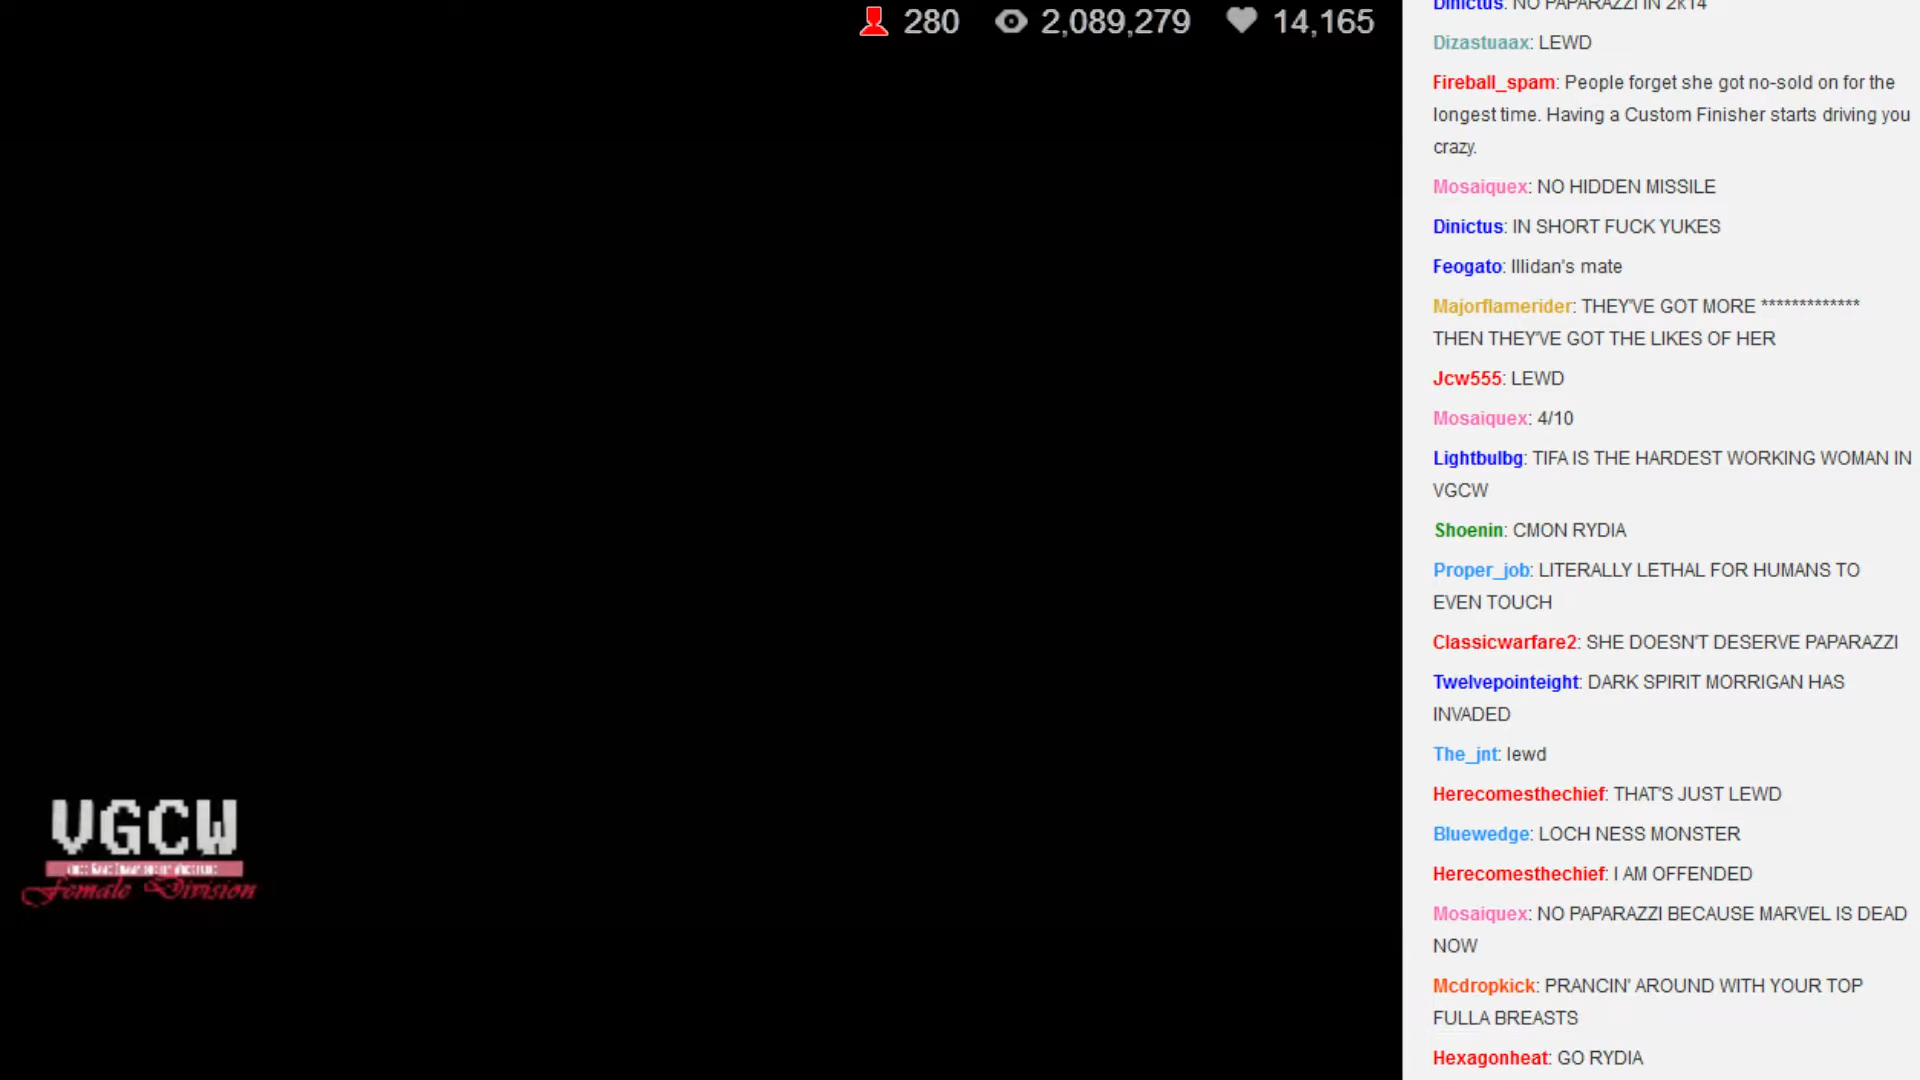 280 2,089,279 14,165
Dinictus: NO PAPARAZZI IN 2K14
Dizastuaax: LEWD
Fireball_spam: People forget she got no-sold on for the
longest time. Having a Custom Finisher starts driving you
crazy.
Mosaiquex: NO HIDDEN MISSILE
Dinictus: IN SHORT FUCK YUKES
Feogato: Illidan's mate
Majorflamerider: THEY'VE GOT MORE *************
THEN THEY'VE GOT THE LIKES OF HER
Jcw555: LEWD
Mosaiquex: 4/10
Lightbulbg: TIFA IS THE HARDEST WORKING WOMAN IN
VGCW
Shoenin: CMON RYDIA
Proper_job: LITERALLY LETHAL FOR HUMANS TO
EVEN TOUCH
Classicwarfare2: SHE DOESN'T DESERVE PAPARAZZI
Twelvepointeight: DARK SPIRIT MORRIGAN HAS
INVADED
The_jnt: lewd
Herecomesthechief: THAT'S JUST LEWD
Bluewedge: LOCH NESS MONSTER
Herecomesthechief: I AM OFFENDED
Mosaiquex: NO PAPARAZZI BECAUSE MARVEL IS DEAD
NOW
Mcdropkick: PRANCIN' AROUND WITH YOUR TOP
FULLA BREASTS
Hexagonheat: GO RYDIA
VGCW
Female Division